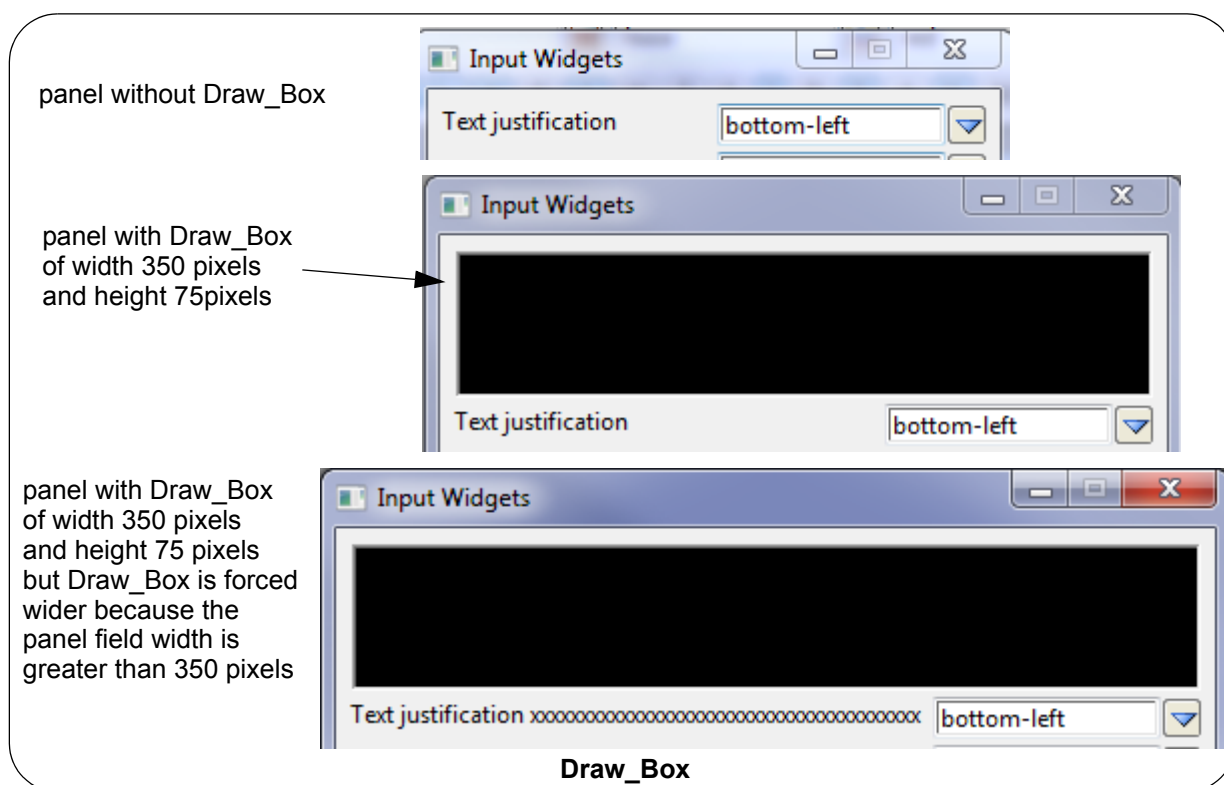 Input Widgets
panel without Draw_Box
Text justification
bottom-left
Input Widgets
panel with Draw_Box
of width 350 pixels
and height 75pixels
Text justification
bottom-left
panel with Draw_Box
of width 350 pixels
and height 75 pixels
but Draw_Box is forced
wider because the
panel field width is
greater than 350 pixels
Input Widgets
Text justification xxxxxxxxxxxxxxxxxxxxxxxxxxxxxxxxxxxxxxxx
bottom-left
Draw_Box